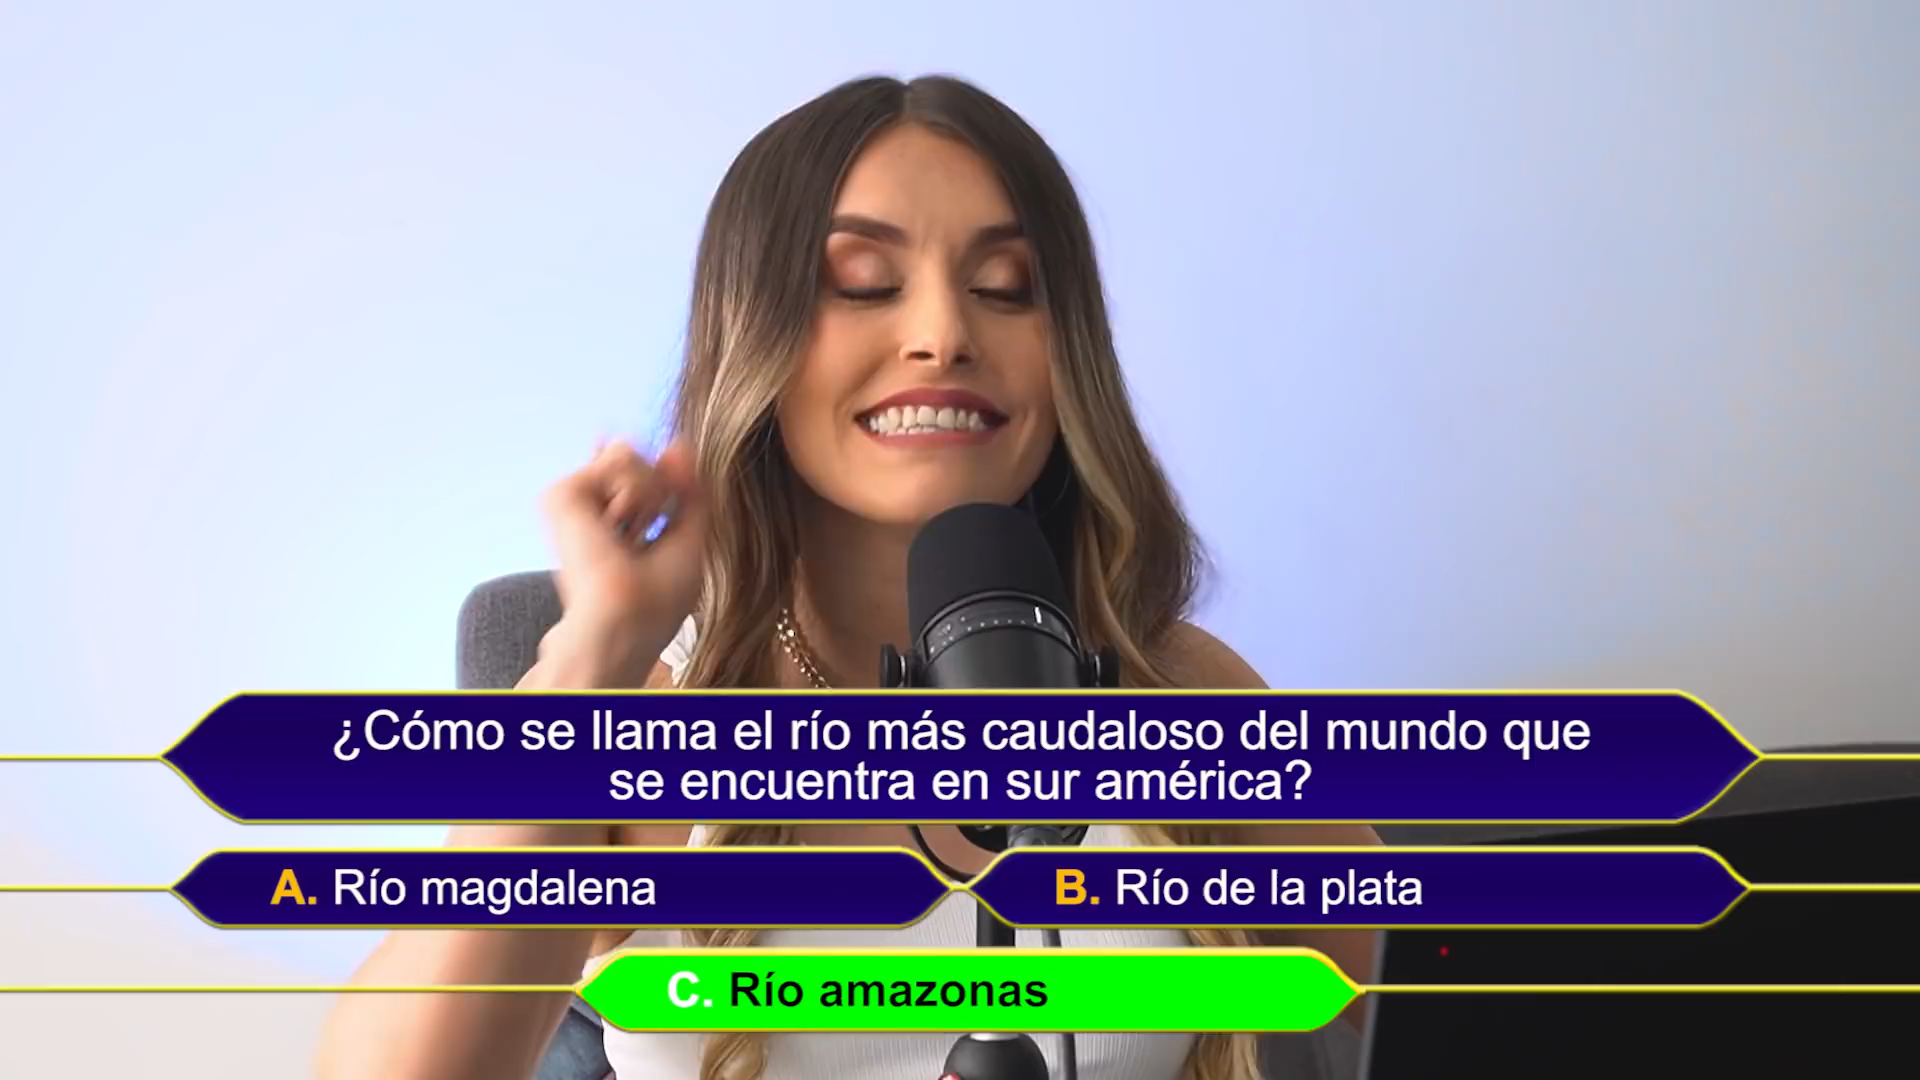 ¿Cómo se llama el río más caudaloso del mundo que
se encuentra en sur américa?
A. Río magdalena
B. Río de la plata
C. Río amazonas